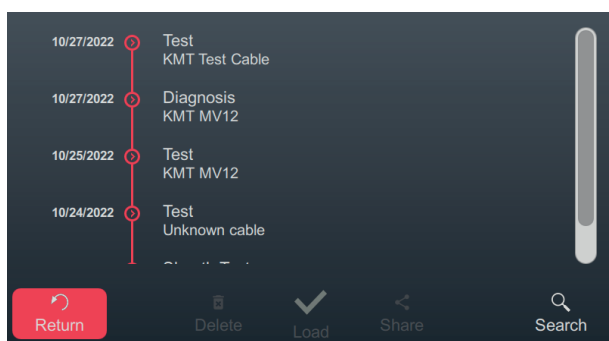 10/27/2022 Test
KMT Test Cable
10/27/2022 Diagnosis
KMT MV12
10/25/2022 Test
KMT MV12
10/24/2022 Test
Unknown cable
Return Delete Load Share Search